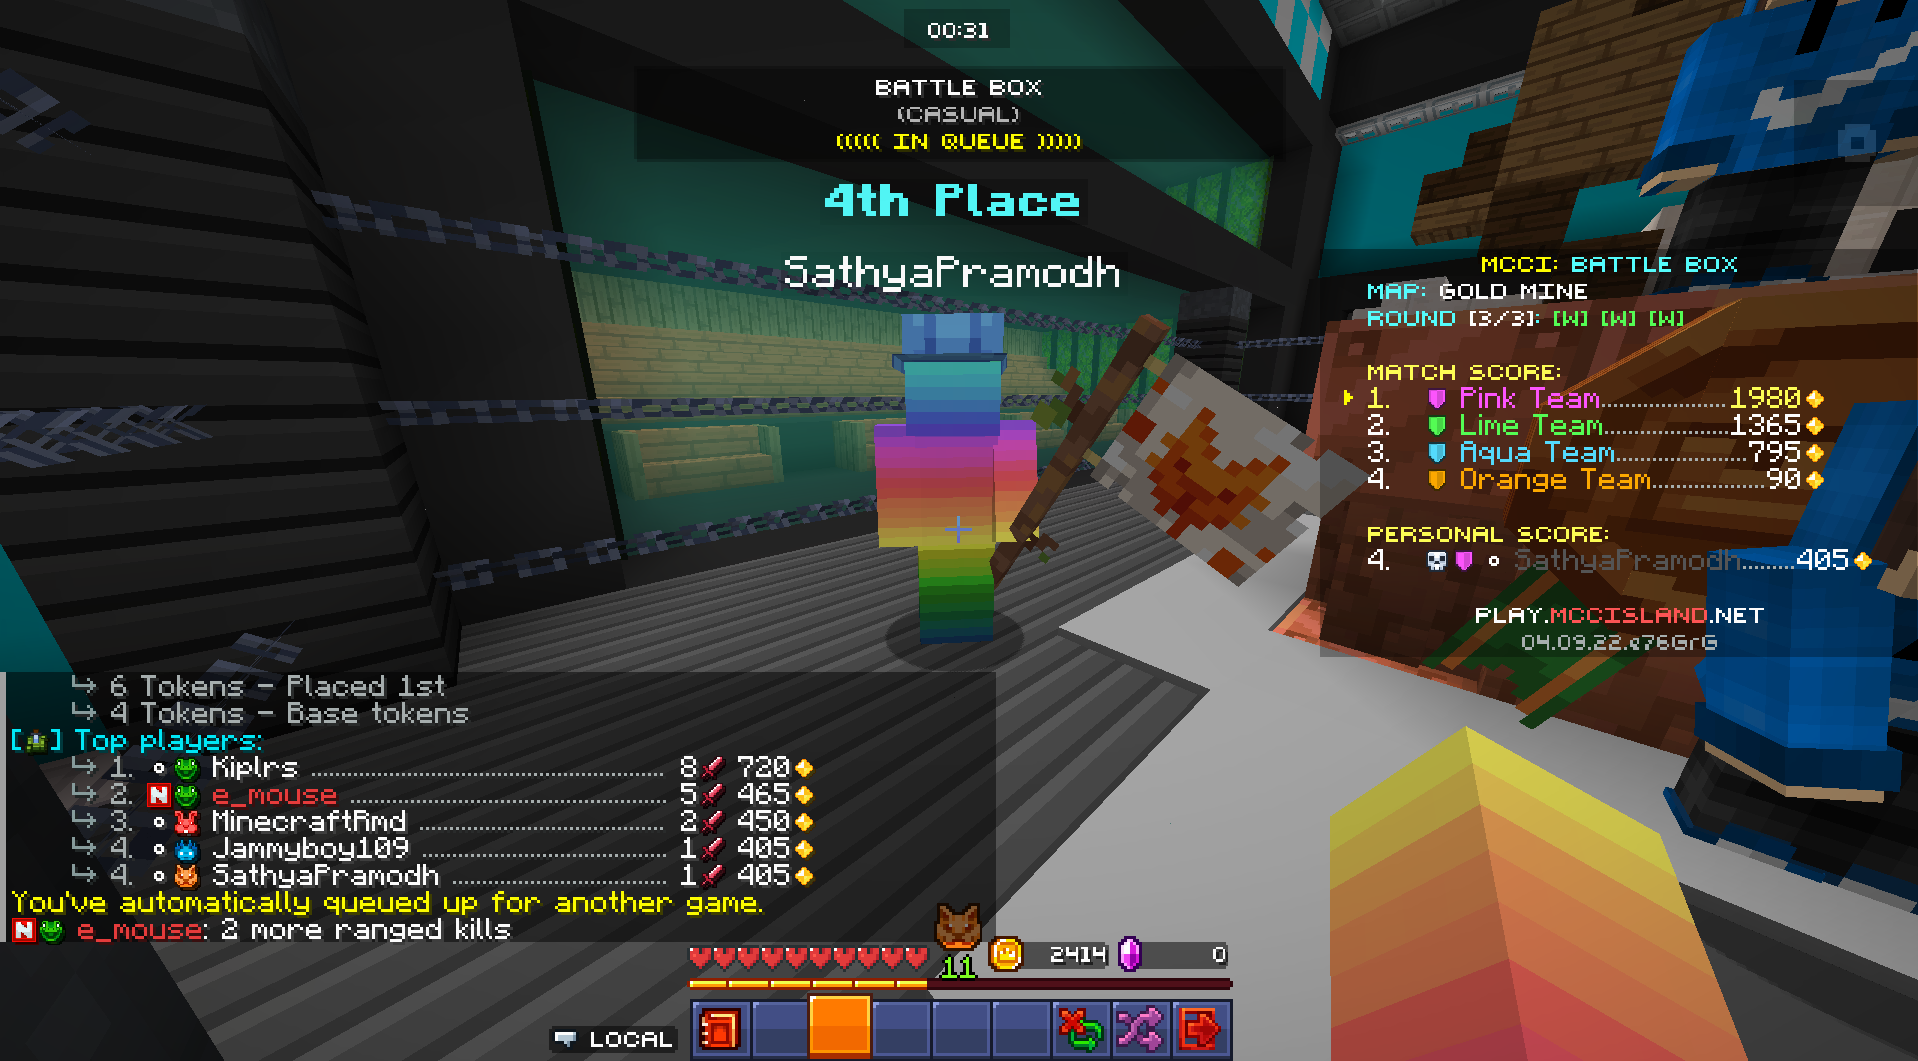 00:31
BATTLE BOX
(CASUAL)
((((( IN QUEUE )))))
4th Place
SathyaPramodh
MCCI: BATTLE BOX
MAP: GOLD MINE
ROUND [3/3]: [W] [W] [W]
MATCH SCORE:
1. Pink Team 1980
2. Lime Team 1365
3. Aqua Team 795
4. Orange Team 90
PERSONAL SCORE:
4. SathyaPramodh 405
PLAY.MCCISLAND.NET
04.09.22.e76GrG
6 Tokens - Placed 1st
4 Tokens - Base tokens
Top players:
1. Kiplrs 8 720
2. N e_mouse 5 465
3. MinecraftRmd 2 450
4. Jammyboy109 1 405
4. SathyaPramodh 1 405
You've automatically queued up for another game.
N e_mouse: 2 more ranged kills
11 2414 0
LOCAL